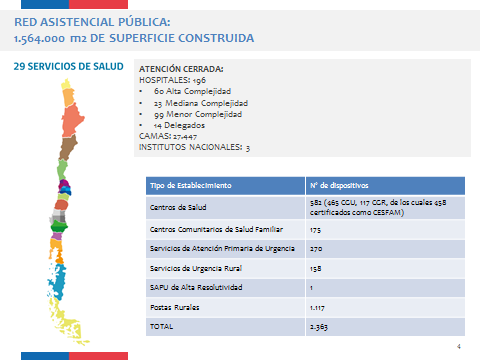 RED ASISTENCIAL PÚBLICA:
1.564.000 m2 DE SUPERFICIE CONSTRUIDA
29 SERVICIOS DE SALUD
ATENCIÓN CERRADA:
HOSPITALES: 196
• 60 Alta Complejidad
• 23 Mediana Complejidad
• 99 Menor Complejidad
• 14 Delegados
CAMAS: 27.447
INSTITUTOS NACIONALES: 3
Tipo de Establecimiento N° de dispositivos
Centros de Salud 582 (465 CGU, 117 CGR, de los cuales 458
certificados como CESFAM)
Centros Comunitarios de Salud Familiar 175
Servicios de Atención Primaria de Urgencia 270
Servicios de Urgencia Rural 158
SAPU de Alta Resolutividad 1
Postas Rurales 1.117
TOTAL 2.363
4